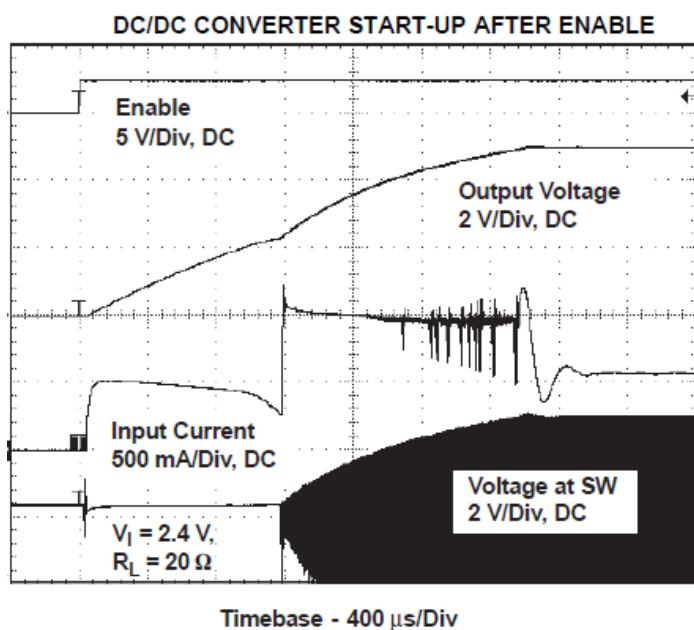 DC/DC CONVERTER START-UP AFTER ENABLE
Enable
5 V/Div, DC
Output Voltage
2 V/Div, DC
Input Current
500 mA/Div, DC
Voltage at SW
2 V/Div, DC
V_I = 2.4 V,
R_L = 20 Ω
Timebase - 400 μs/Div